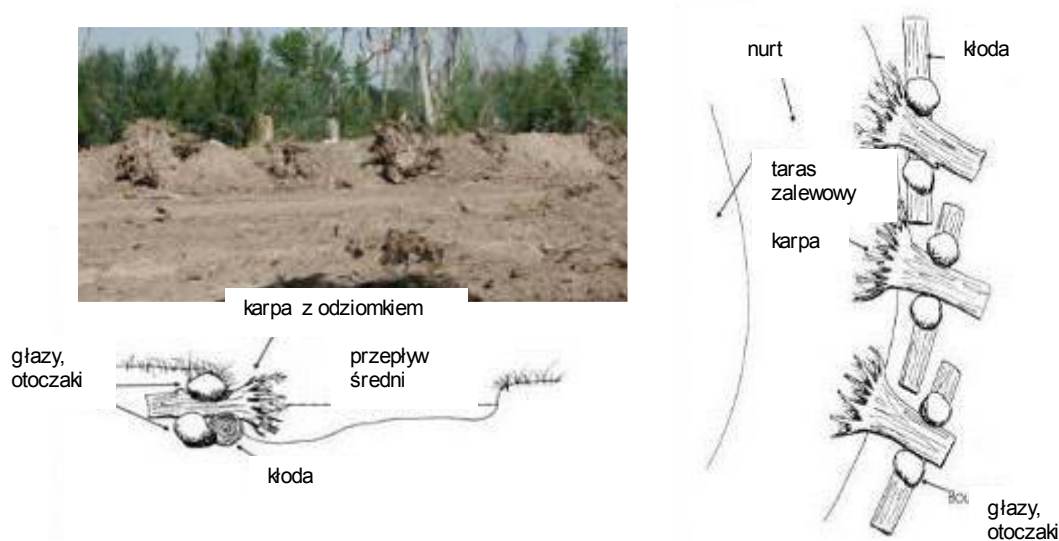 nurt
kłoda
taras
zalewowy
karpa
karpa z odziomkiem
głazy,
otoczaki
przepływ
średni
kłoda
głazy,
otoczaki